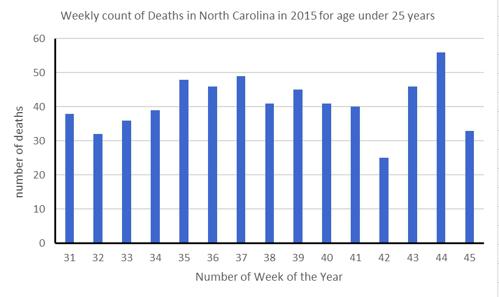 Weekly count of Deaths in North Carolina in 2015 for age under 25 years
60
50
40
30
20
10
0
number of deaths
31 32 33 34 35 36 37 38 39 40 41 42 43 44 45
Number of Week of the Year